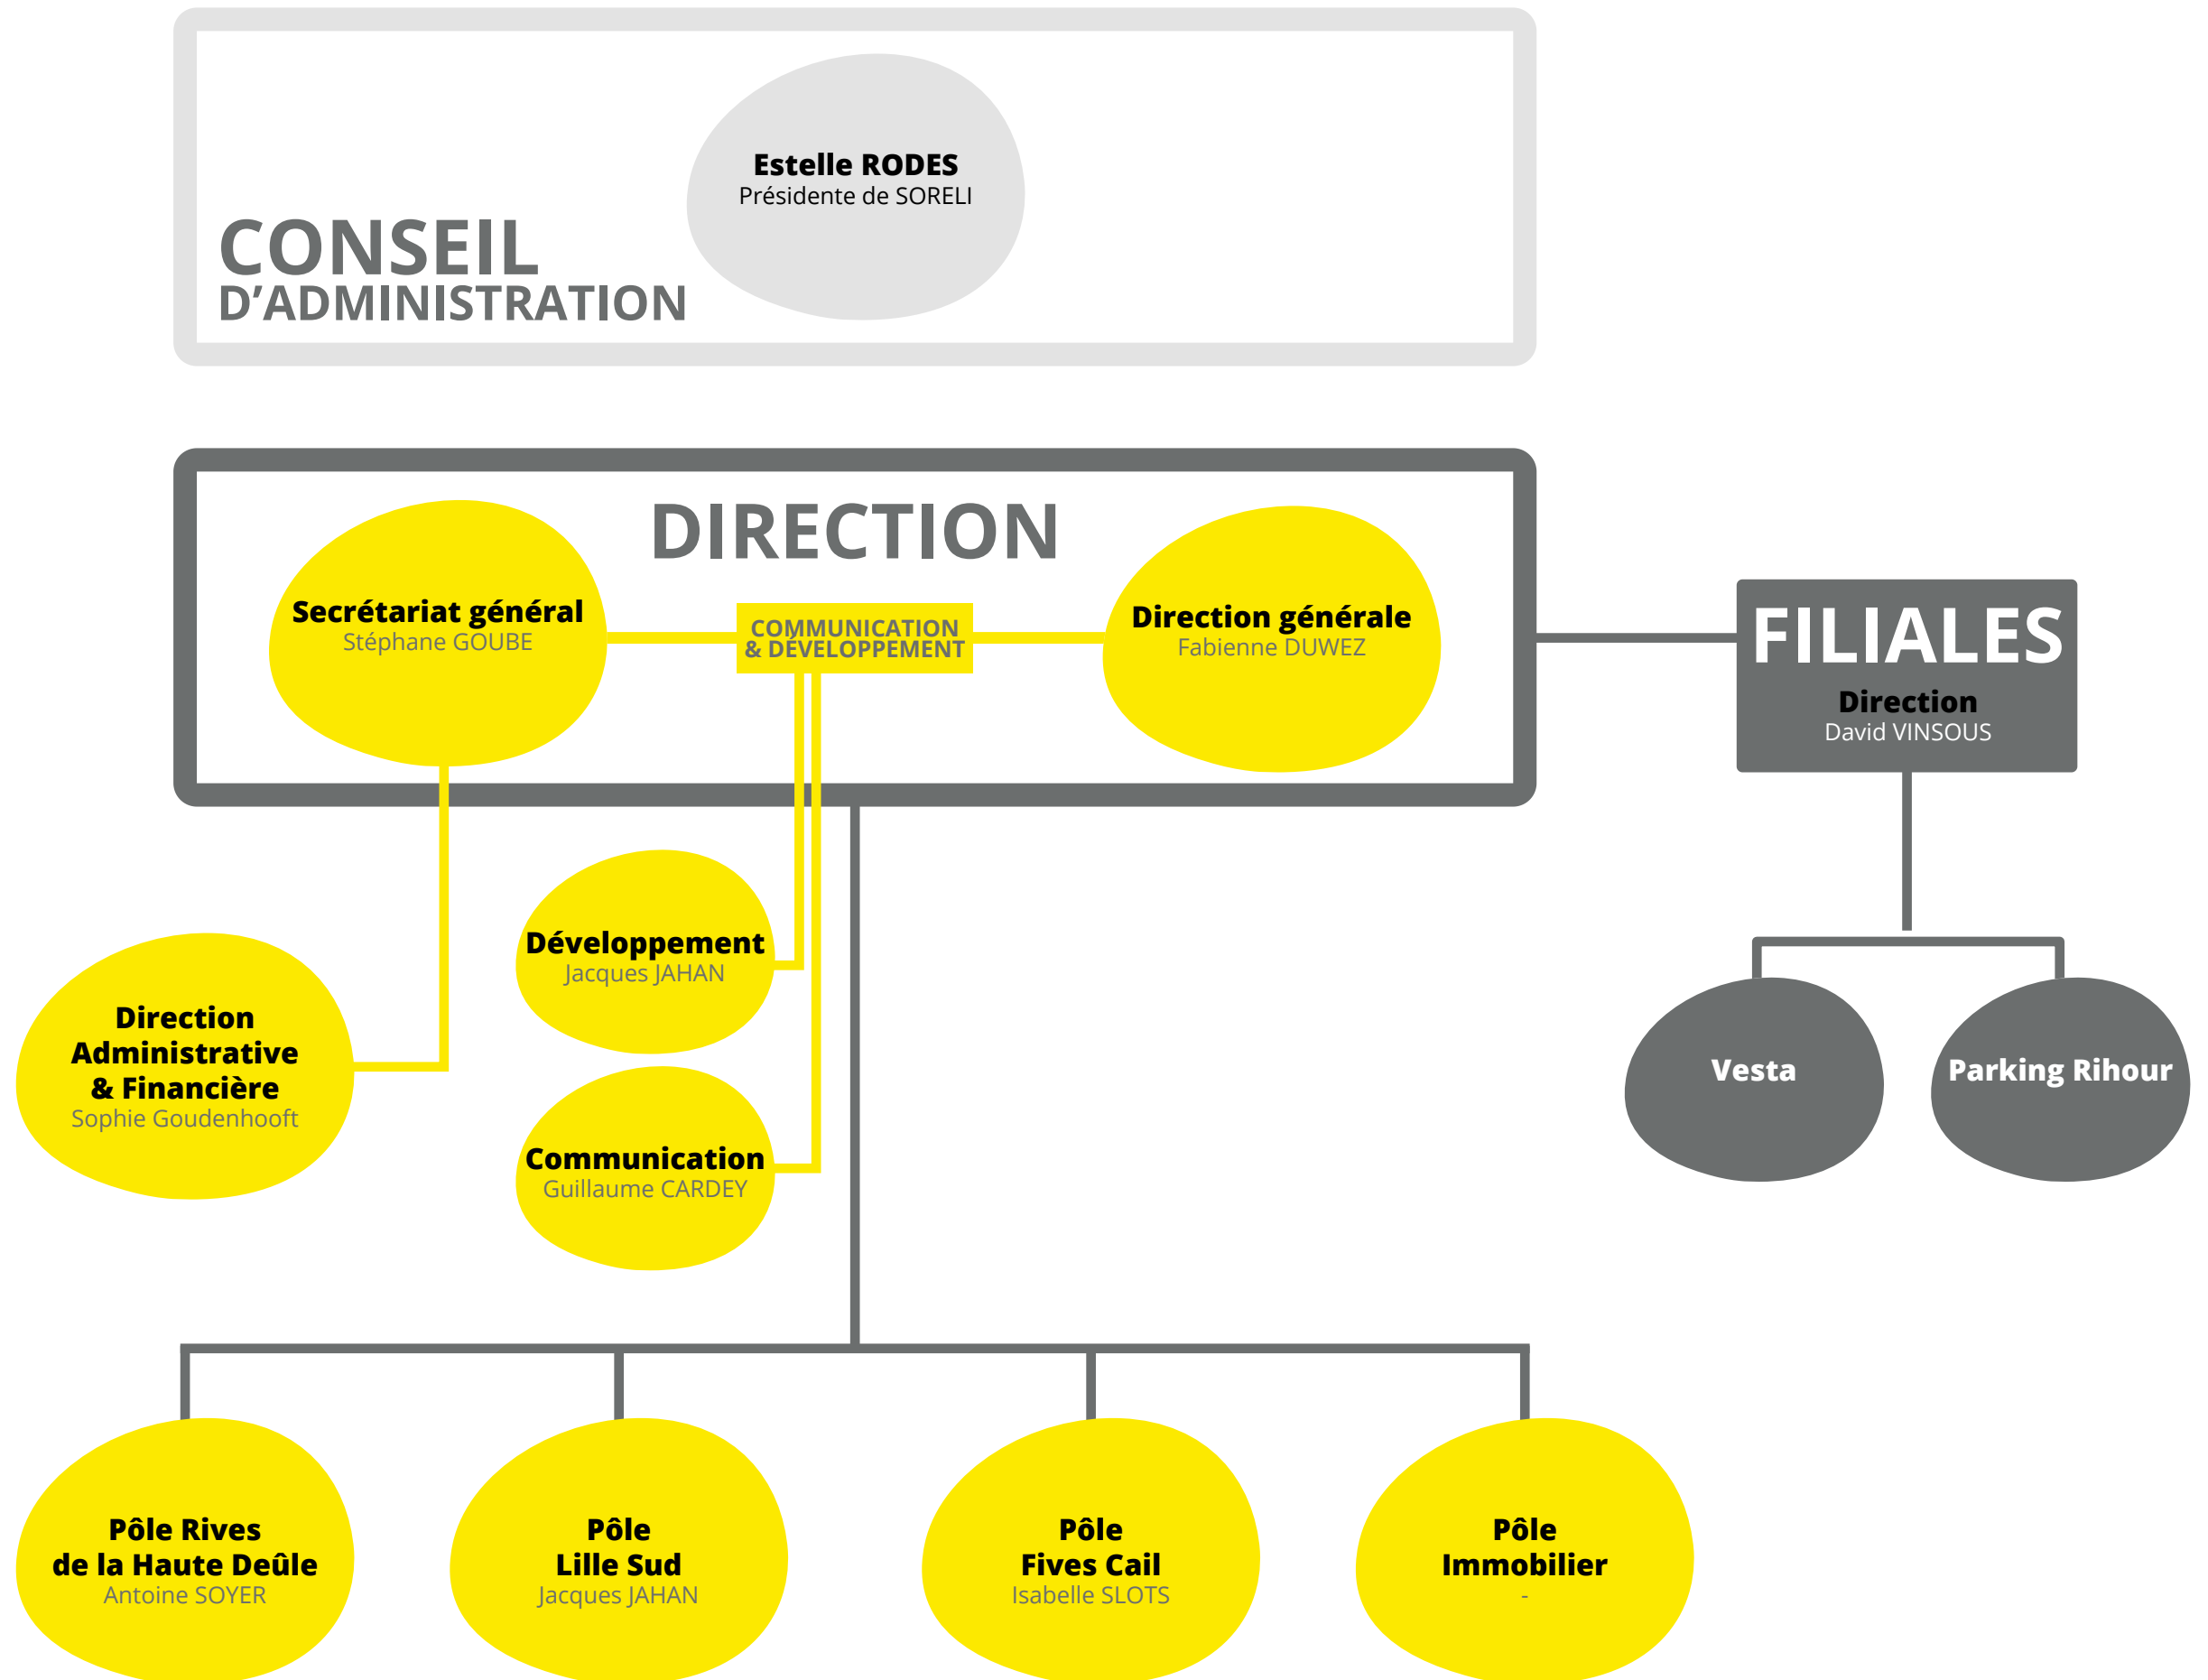 Estelle RODES
Présidente de SORELI
CONSEIL
D’ADMINISTRATION
DIRECTION
Secrétariat général
Stéphane GOUBE
COMMUNICATION
& DÉVELOPPEMENT
Direction générale
Fabienne DUWEZ
FILIALES
Direction
David VINSOUS
Développement
Jacques JAHAN
Direction
Administrative
& Financière
Sophie Goudenhooft
Communication
Guillaume CARDEY
Vesta
Parking Rihour
Pôle Rives
de la Haute Deûle
Antoine SOYER
Pôle
Lille Sud
Jacques JAHAN
Pôle
Fives Cail
Isabelle SLOTS
Pôle
Immobilier
-